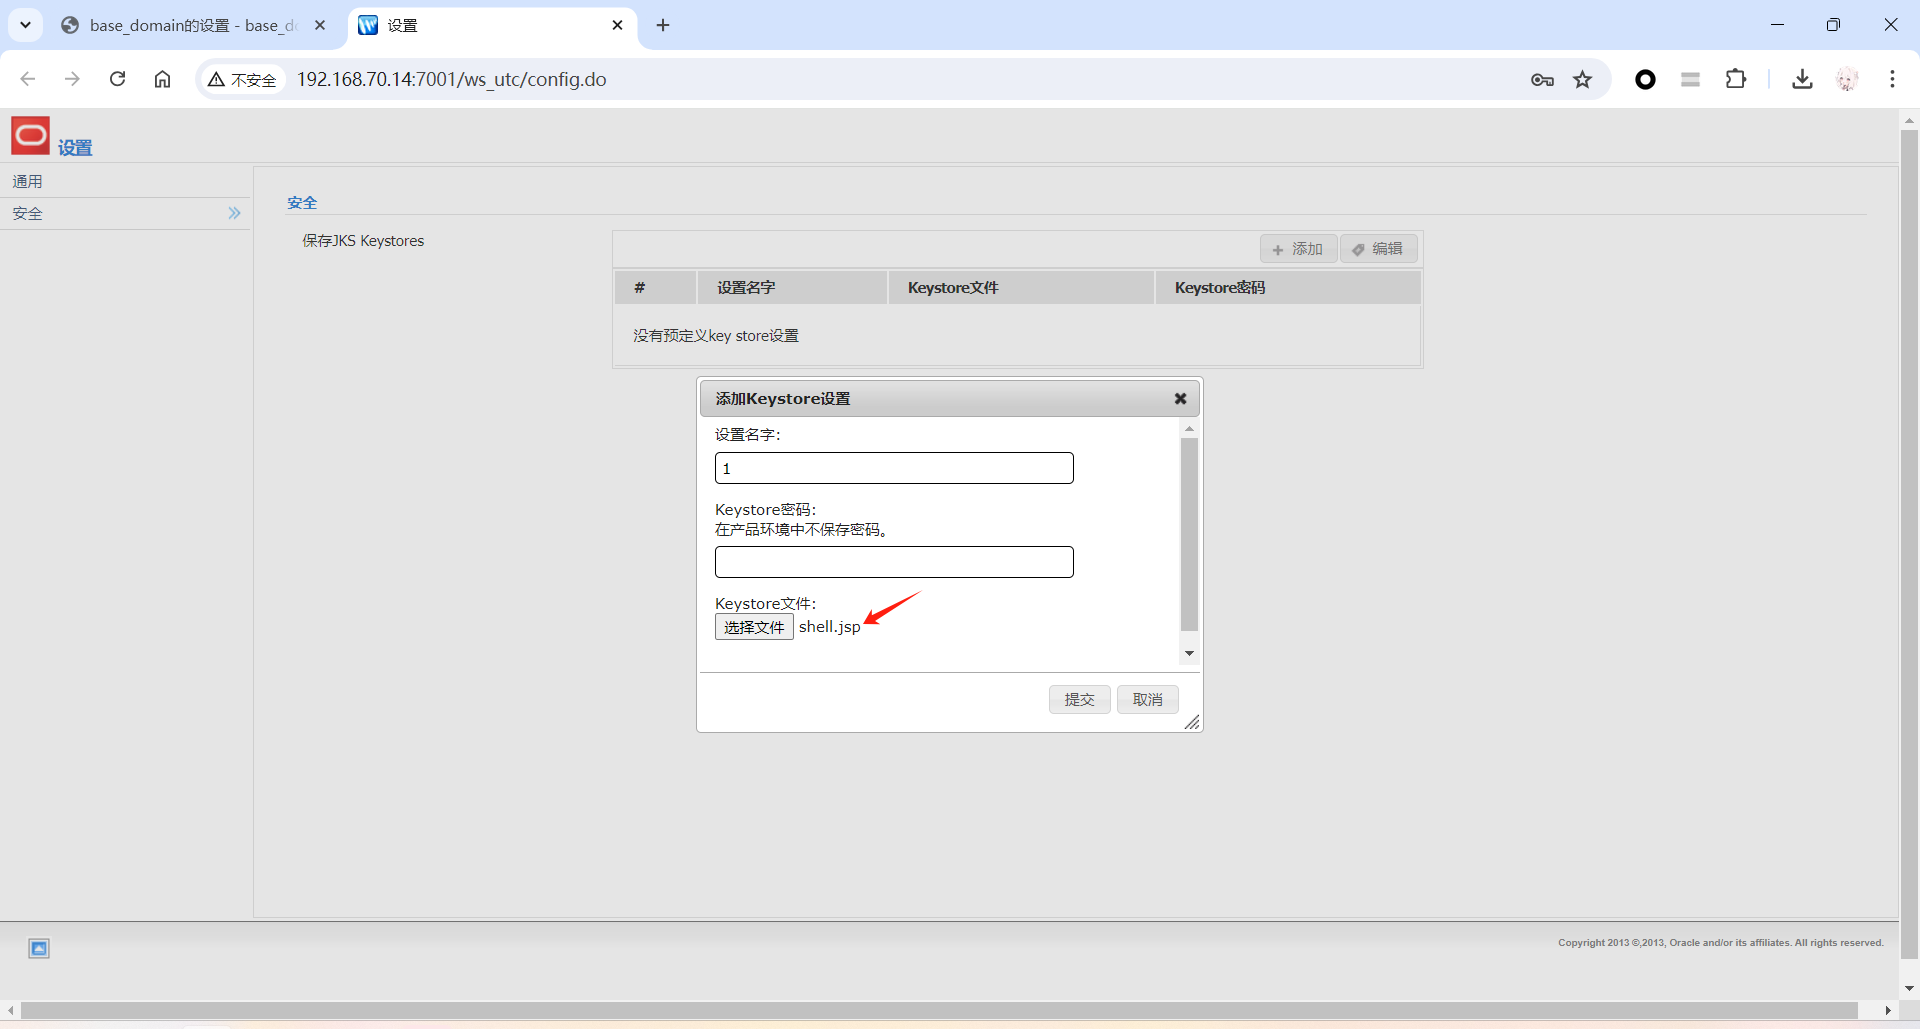 base_domain的设置 - base_do
设置
不安全
192.168.70.14:7001/ws_utc/config.do
设置
通用
安全
安全
保存JKS Keystores
添加
编辑
#
设置名字
Keystore文件
Keystore密码
没有预定义key store设置
添加Keystore设置
设置名字:
1
Keystore密码:
在产品环境中不保存密码。
Keystore文件:
选择文件 shell.jsp
提交
取消
Copyright 2013 ©,2013, Oracle and/or its affiliates. All rights reserved.